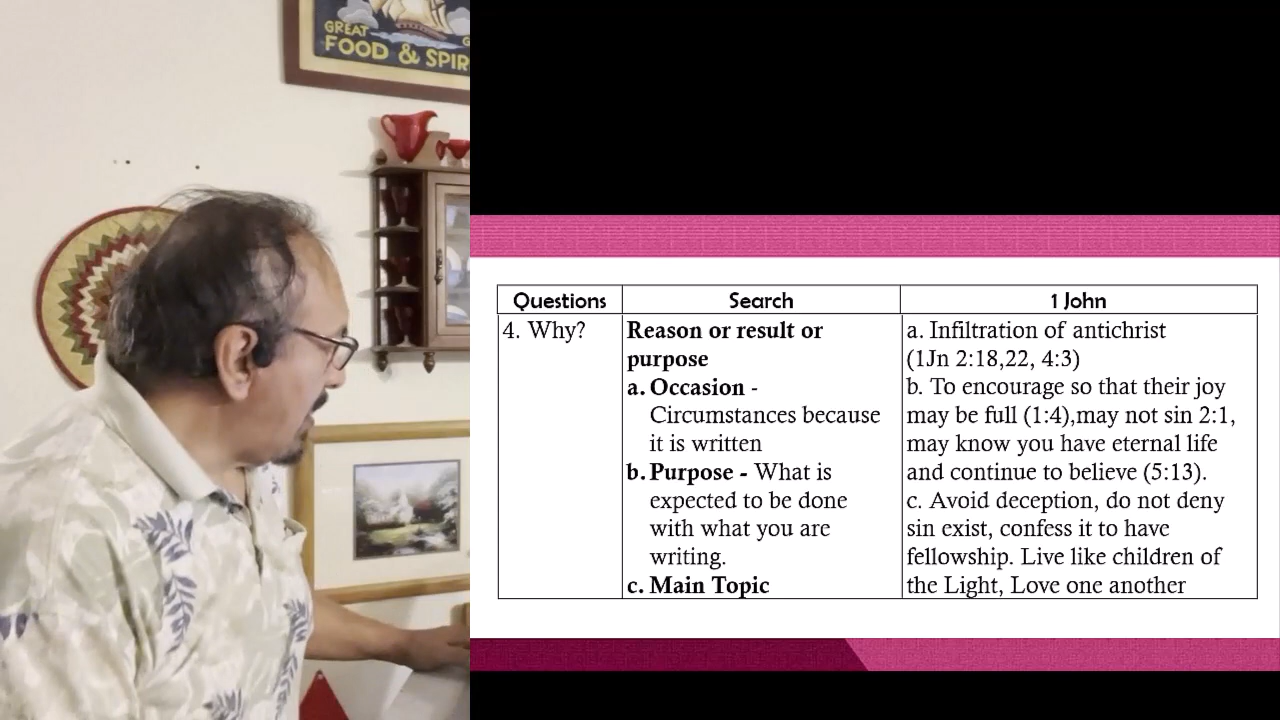 GREAT
FOOD & SPIR
Questions
Search
1 John
4. Why?
Reason or result or
purpose
a. Occasion -
Circumstances because
it is written
b. Purpose - What is
expected to be done
with what you are
writing.
c. Main Topic
a. Infiltration of antichrist
(1Jn 2:18,22, 4:3)
b. To encourage so that their joy
may be full (1:4),may not sin 2:1,
may know you have eternal life
and continue to believe (5:13).
c. Avoid deception, do not deny
sin exist, confess it to have
fellowship. Live like children of
the Light, Love one another